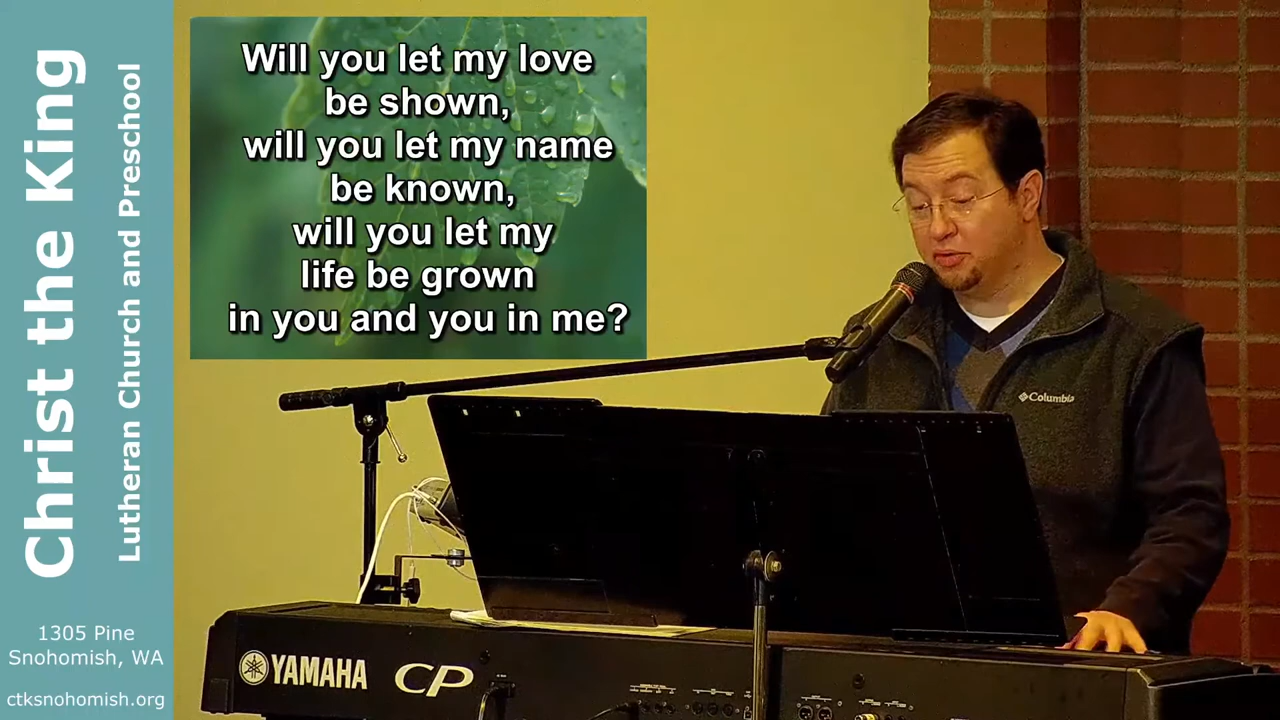 Christ the King
Lutheran Church and Preschool
1305 Pine
Snohomish, WA
ctksnohomish.org
Will you let my love
be shown,
will you let my name
be known,
will you let my
life be grown
in you and you in me?
Columbia
YAMAHA CP